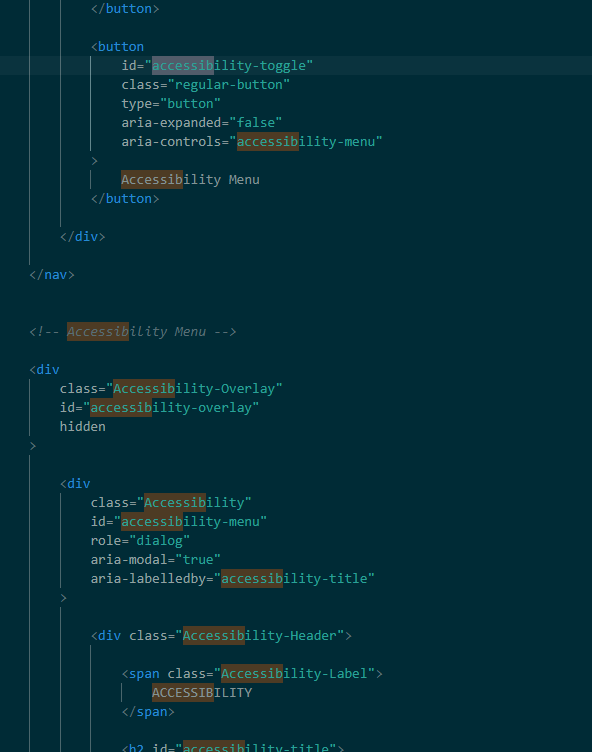 </button>
<button
id="accessibility-toggle"
class="regular-button"
type="button"
aria-expanded="false"
aria-controls="accessibility-menu"
>
Accessibility Menu
</button>
</div>
</nav>
<!-- Accessibility Menu -->
<div
class="Accessibility-Overlay"
id="accessibility-overlay"
hidden
>
<div
class="Accessibility"
id="accessibility-menu"
role="dialog"
aria-modal="true"
aria-labelledby="accessibility-title"
>
<div class="Accessibility-Header">
<span class="Accessibility-Label">
ACCESSIBILITY
</span>
<h2 id="accessibility-title">